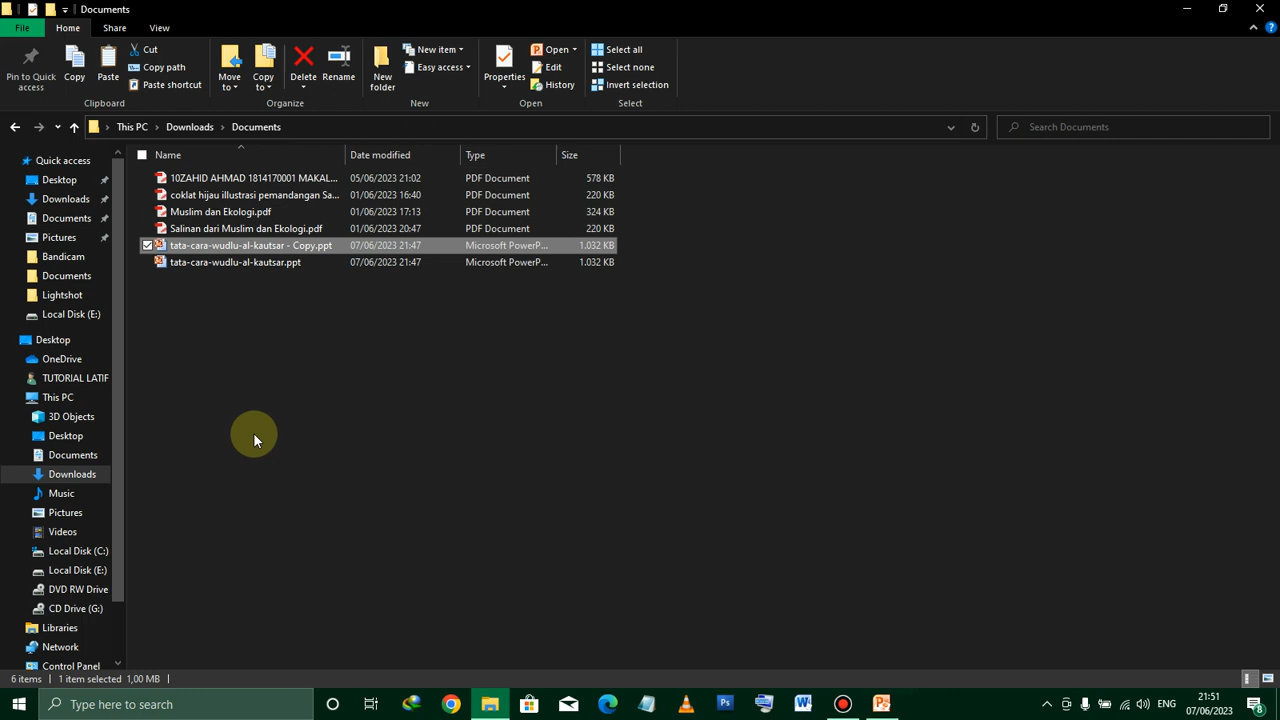 Documents
File Home Share View
Pin to Quick access
Copy
Paste
Cut
Copy path
Paste shortcut
Clipboard
Move to
Copy to
Delete
Rename
Organize
New folder
New item
Easy access
New
Properties
Open
Edit
History
Open
Select all
Select none
Invert selection
Select
This PC > Downloads > Documents
Search Documents
Name Date modified Type Size
10ZAHID AHMAD 1814170001 MAKAL... 05/06/2023 21:02 PDF Document 578 KB
coklat hijau illustrasi pemandangan Sa... 01/06/2023 16:40 PDF Document 220 KB
Muslim dan Ekologi.pdf 01/06/2023 17:13 PDF Document 324 KB
Salinan dari Muslim dan Ekologi.pdf 01/06/2023 20:47 PDF Document 220 KB
tata-cara-wudlu-al-kautsar - Copy.ppt 07/06/2023 21:47 Microsoft PowerP... 1.032 KB
tata-cara-wudlu-al-kautsar.ppt 07/06/2023 21:47 Microsoft PowerP... 1.032 KB
Quick access
Desktop
Downloads
Documents
Pictures
Bandicam
Documents
Lightshot
Local Disk (E:)
Desktop
OneDrive
TUTORIAL LATIF
This PC
3D Objects
Desktop
Documents
Downloads
Music
Pictures
Videos
Local Disk (C:)
Local Disk (E:)
DVD RW Drive
CD Drive (G:)
Libraries
Network
Control Panel
6 items 1 item selected 1,00 MB
Type here to search
ENG
21:51
07/06/2023
8